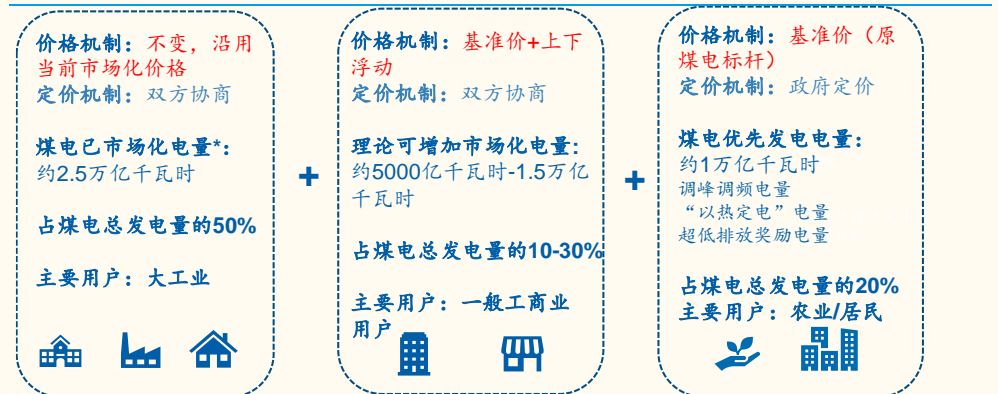 价格机制：不变，沿用
当前市场化价格
定价机制：双方协商
煤电已市场化电量*：
约2.5万亿千瓦时
占煤电总发电量的50%
主要用户：大工业
+
价格机制：基准价+上下
浮动
定价机制：双方协商
理论可增加市场化电量：
约5000亿千瓦时-1.5万亿
千瓦时
占煤电总发电量的10-30%
主要用户：一般工商业
用户
+
价格机制：基准价（原
煤电标杆）
定价机制：政府定价
煤电优先发电电量：
约1万亿千瓦时
调峰调频电量
“以热定电”电量
超低排放奖励电量
占煤电总发电量的20%
主要用户：农业/居民